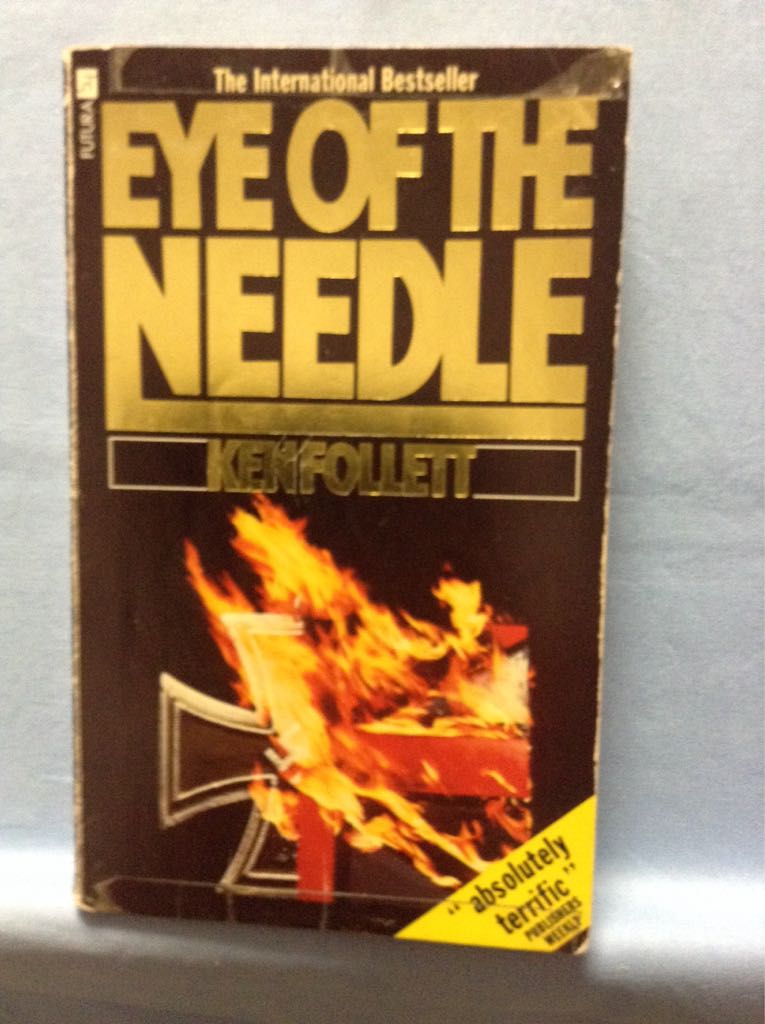 FUTURA
The International Bestseller
EYE OF THE
NEEDLE
KEN FOLLETT
"absolutely
terrific"
PUBLISHERS
WEEKLY